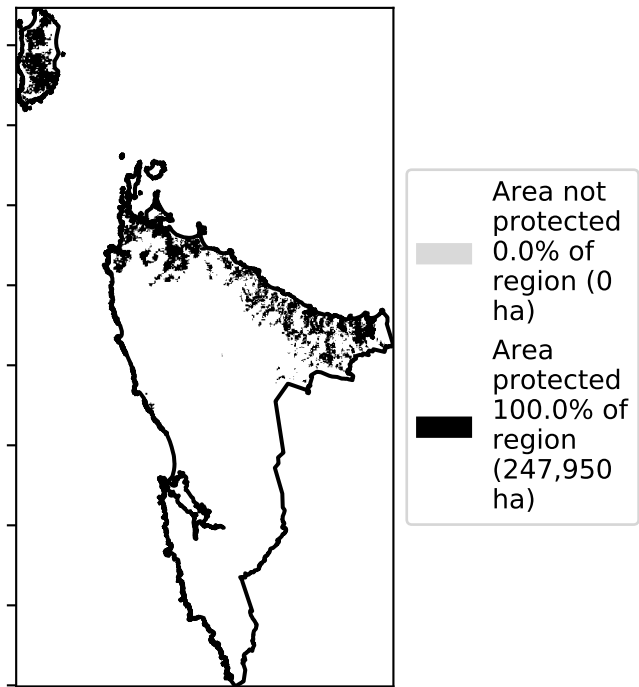 Area not
protected
0.0% of
region (0
ha)
Area
protected
100.0% of
region
(247,950
ha)